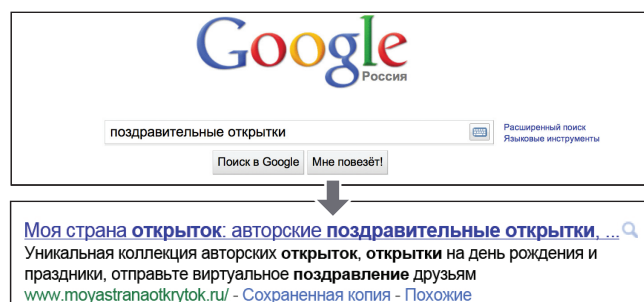 Google
Россия
поздравительные открытки
Расширенный поиск
Языковые инструменты
Поиск в Google
Мне повезёт!
Моя страна открыток: авторские поздравительные открытки, ...
Уникальная коллекция авторских открыток, открытки на день рождения и
праздники, отправьте виртуальное поздравление друзьям
www.moyastranaotkrytok.ru/ - Сохраненная копия - Похожие